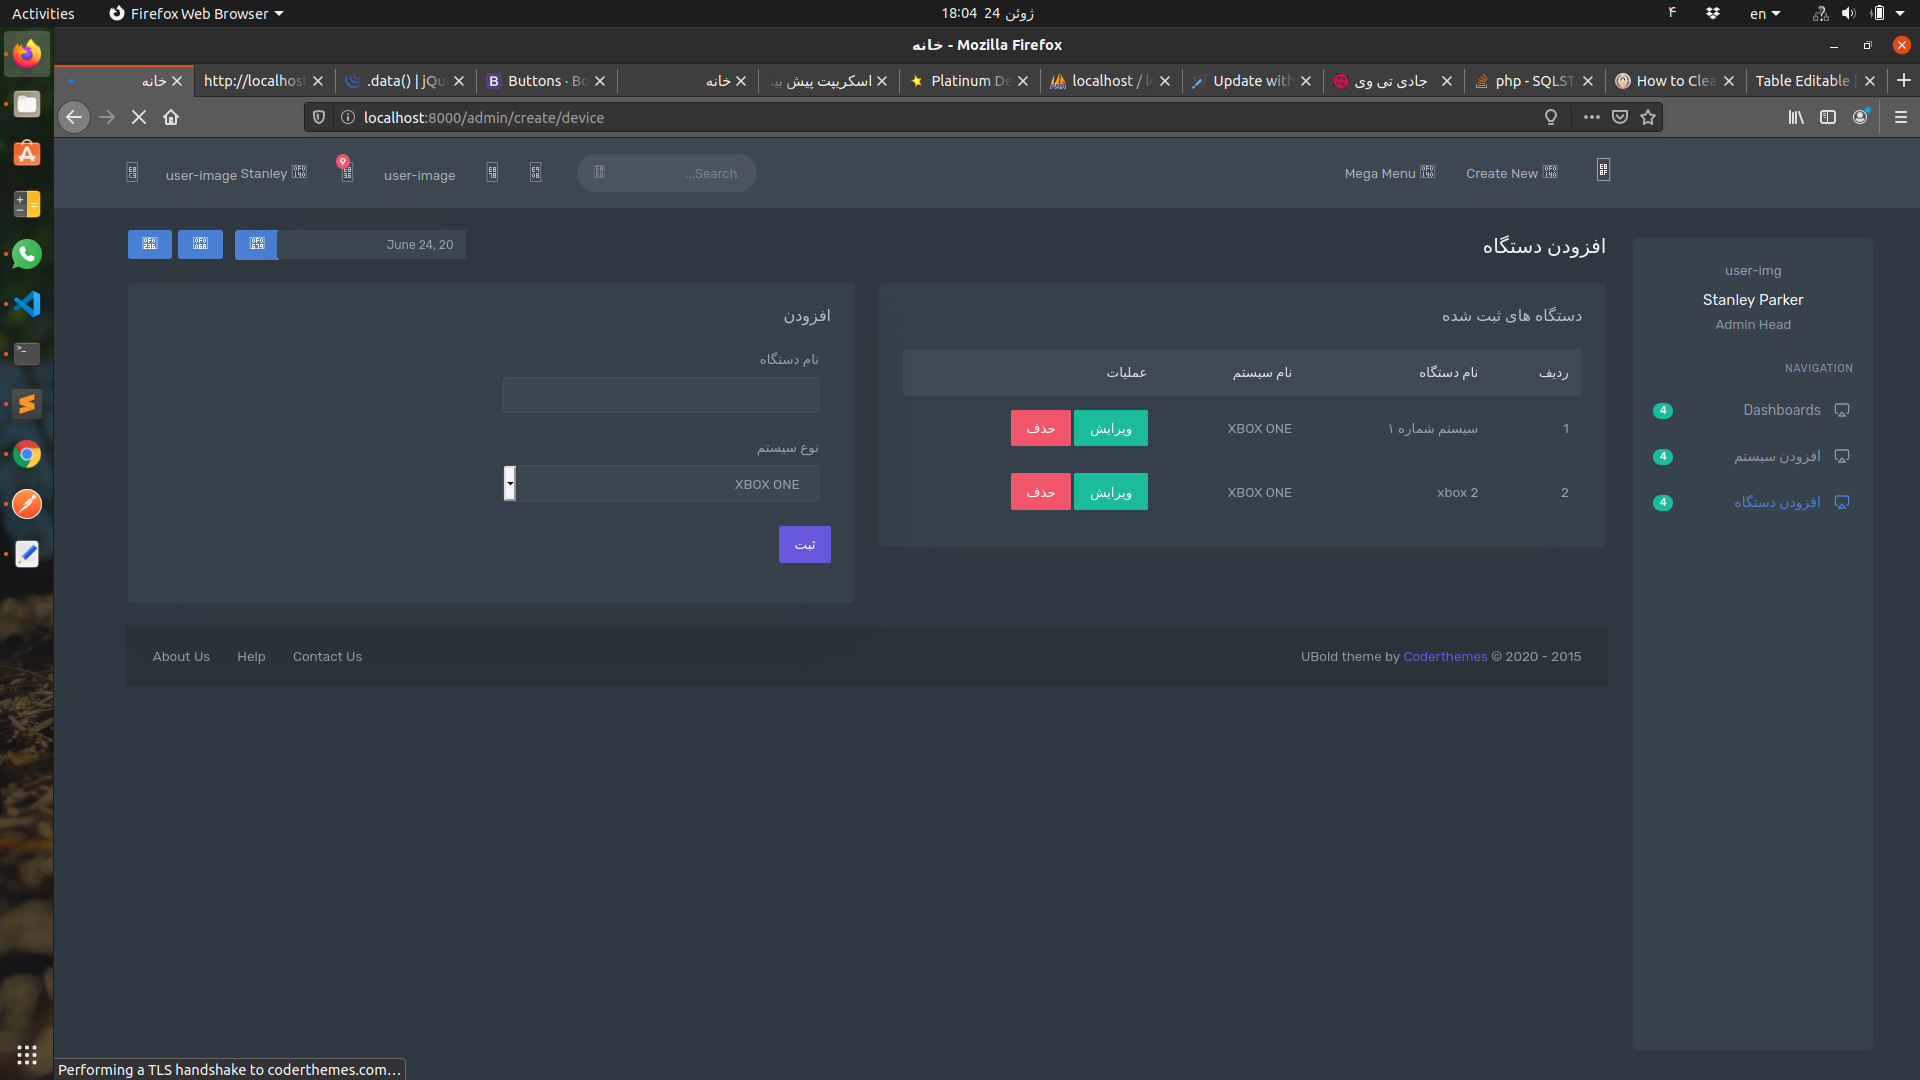 Activities
Firefox Web Browser
ژوئن 24 18:04
۴
en
خانه - Mozilla Firefox
خانه
http://localhos
.data() | jQu
Buttons · Bo
خانه
اسکریپت پیش بی
Platinum De
localhost / lo
Update with
جادی تی وی
php - SQLST
How to Clea
Table Editable |
localhost:8000/admin/create/device
user-image Stanley
9
user-image
Search...
Mega Menu
Create New
June 24, 20
افزودن دستگاه
user-img
Stanley Parker
Admin Head
NAVIGATION
Dashboards
4
افزودن سیستم
4
افزودن دستگاه
4
دستگاه های ثبت شده
ردیف نام دستگاه نام سیستم عملیات
1 سیستم شماره ۱ XBOX ONE ویرایش حذف
2 xbox 2 XBOX ONE ویرایش حذف
افزودن
نام دستگاه
نوع سیستم
XBOX ONE
ثبت
About Us
Help
Contact Us
UBold theme by Coderthemes © 2020 - 2015
Performing a TLS handshake to coderthemes.com…